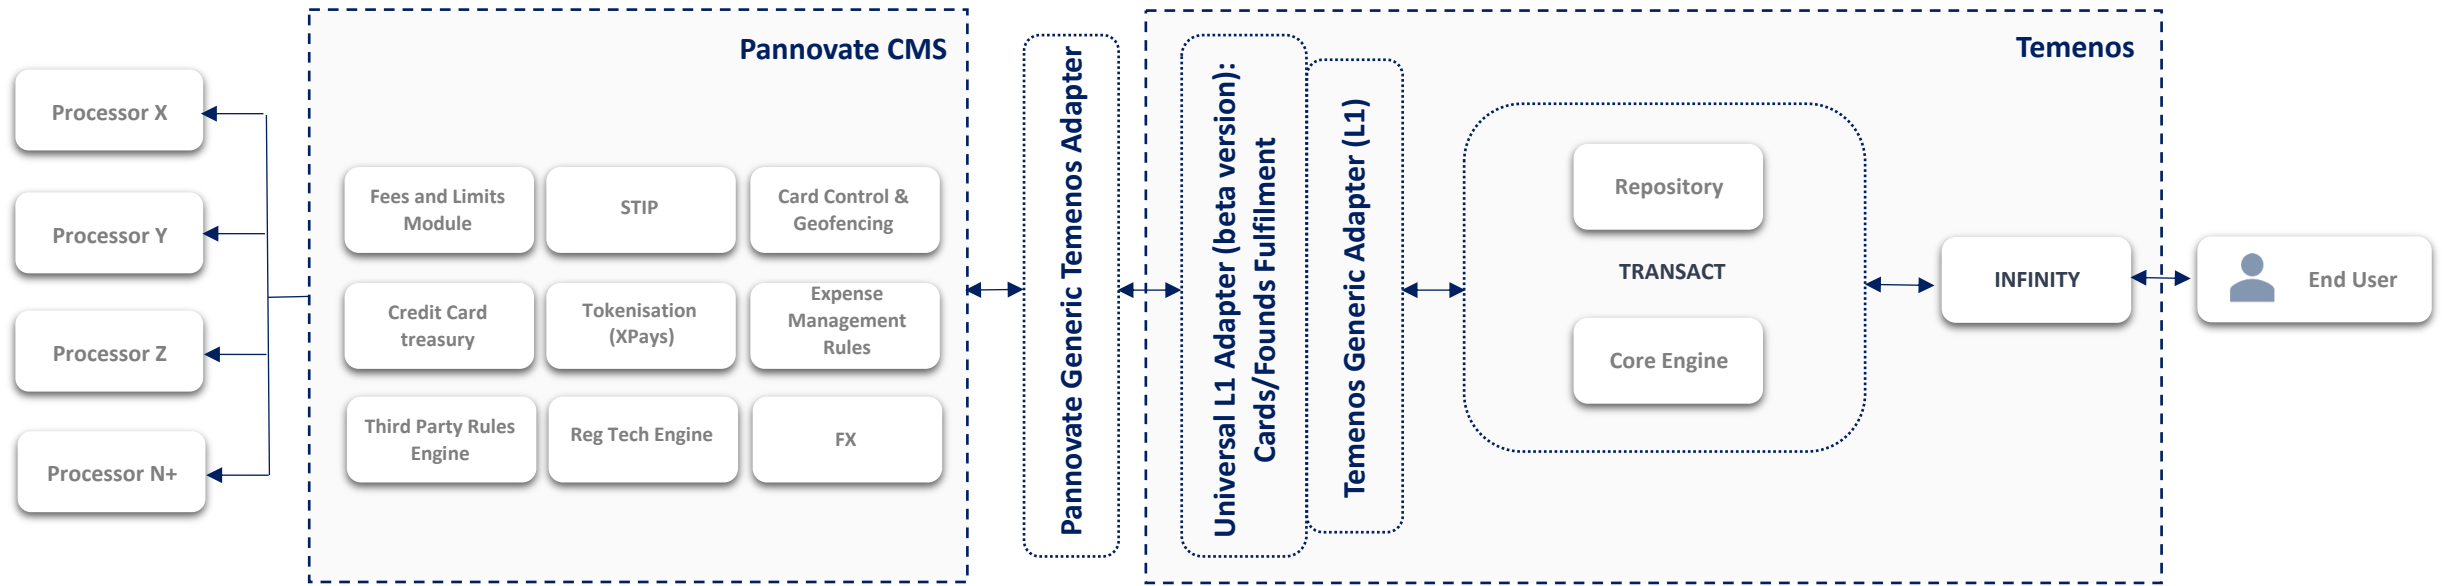 Processor X
Processor Y
Processor Z
Processor N+
Pannovate CMS
Fees and Limits
Module
STIP
Card Control &
Geofencing
Credit Card
treasury
Tokenisation
(XPays)
Expense
Management
Rules
Third Party Rules
Engine
Reg Tech Engine
FX
Pannovate Generic Temenos Adapter
Temenos
Universal L1 Adapter (beta version):
Cards/Founds Fulfilment
Temenos Generic Adapter (L1)
Repository
TRANSACT
Core Engine
INFINITY
End User